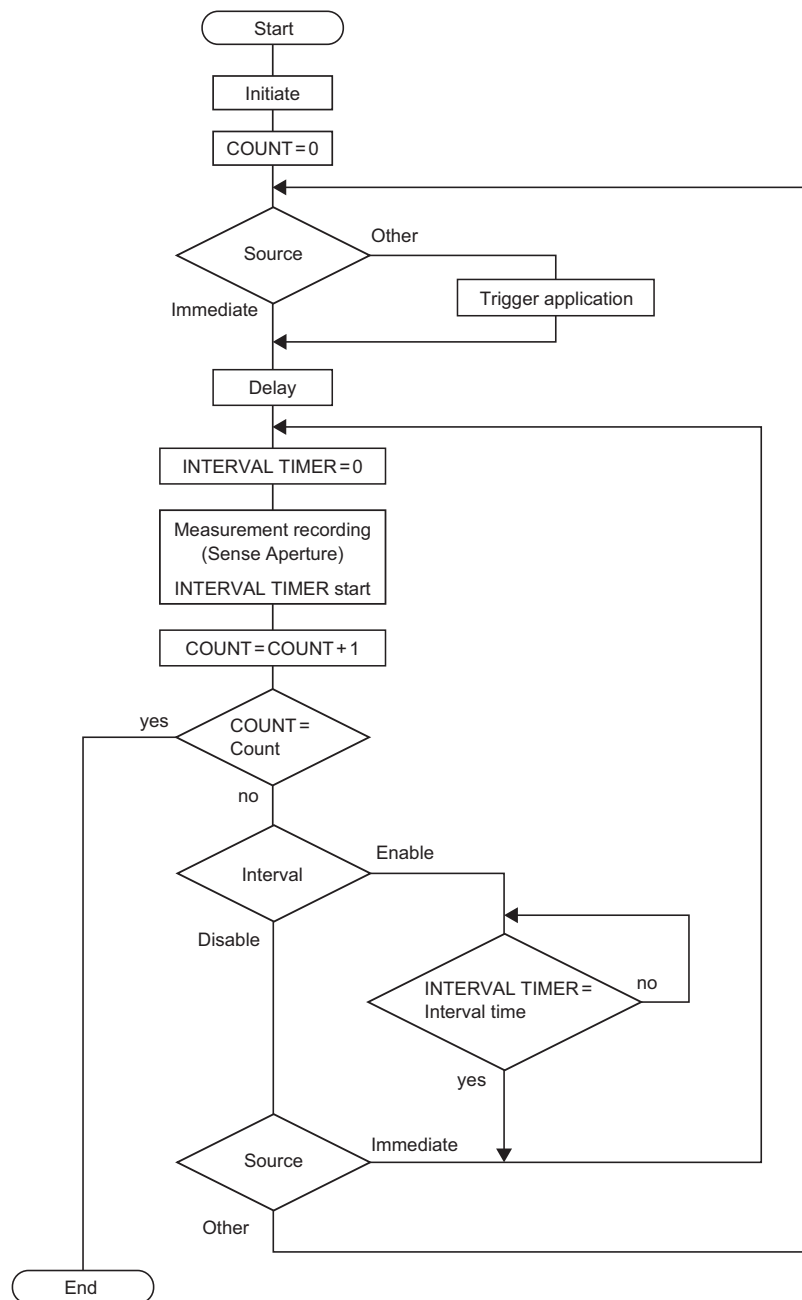 Start
Initiate
COUNT=0
Source
Other
Trigger application
Immediate
Delay
INTERVAL TIMER=0
Measurement recording
(Sense Aperture)
INTERVAL TIMER start
COUNT=COUNT+1
yes
COUNT=
Count
no
Interval
Enable
Disable
INTERVAL TIMER=
Interval time
no
yes
Source
Immediate
Other
End